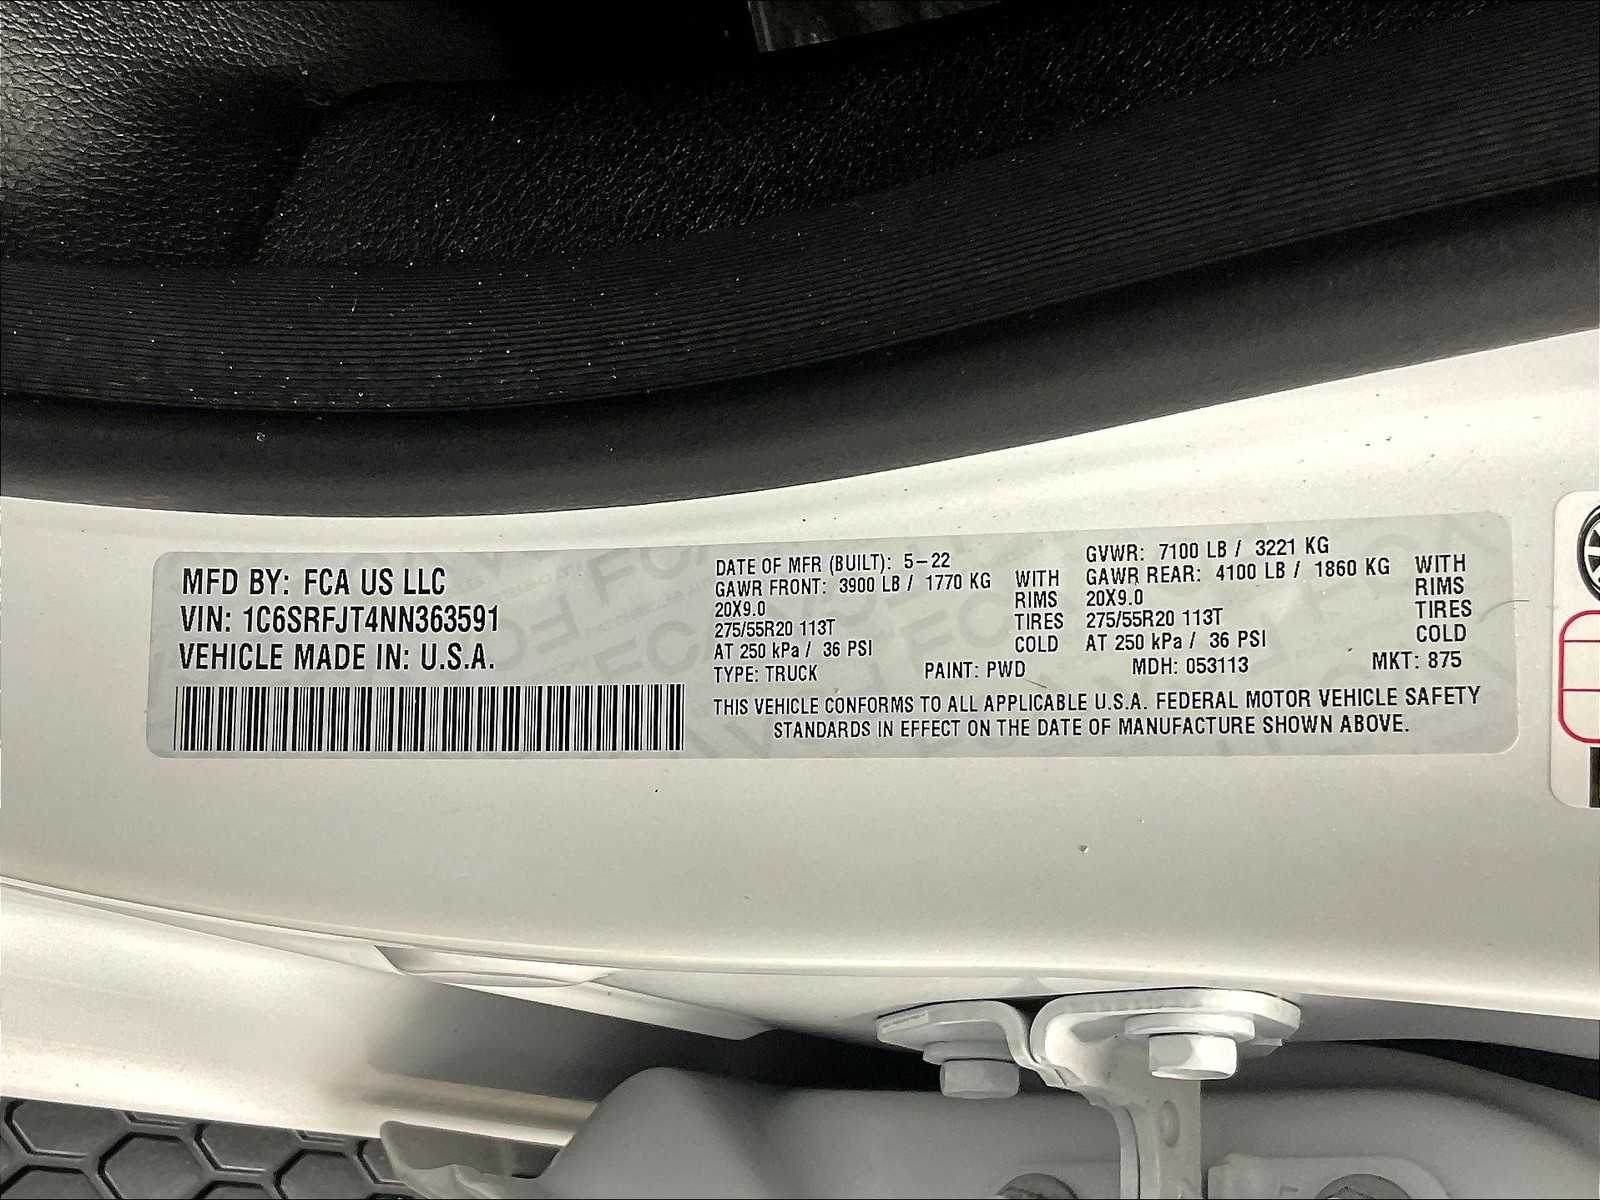 MFD BY: FCA US LLC
VIN: 1C6SRFJT4NN363591
VEHICLE MADE IN: U.S.A.
DATE OF MFR (BUILT): 5-22
GAWR FRONT: 3900 LB / 1770 KG WITH
20X9.0 RIMS
275/55R20 113T TIRES
AT 250 kPa / 36 PSI COLD
GVWR: 7100 LB / 3221 KG
GAWR REAR: 4100 LB / 1860 KG WITH
20X9.0 RIMS
275/55R20 113T TIRES
AT 250 kPa / 36 PSI COLD
TYPE: TRUCK PAINT: PWD MDH: 053113 MKT: 875
THIS VEHICLE CONFORMS TO ALL APPLICABLE U.S.A. FEDERAL MOTOR VEHICLE SAFETY
STANDARDS IN EFFECT ON THE DATE OF MANUFACTURE SHOWN ABOVE.